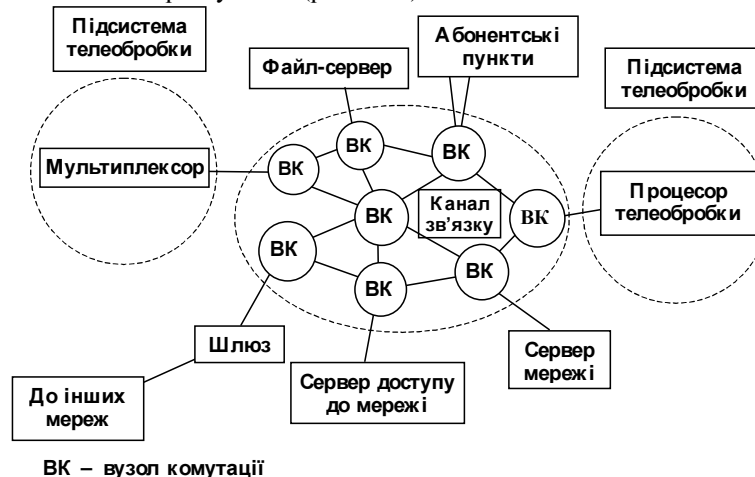 Підсистема
телеобробки
Файл-сервер
Абонентські
пункти
Підсистема
телеобробки
ВК
ВК
ВК
Мультиплексор
ВК
Канал
зв’язку
ВК
Процесор
телеобробки
ВК
ВК
ВК
Шлюз
Сервер
мережі
Сервер доступу
до мережі
До інших
мереж
ВК – вузол комутації